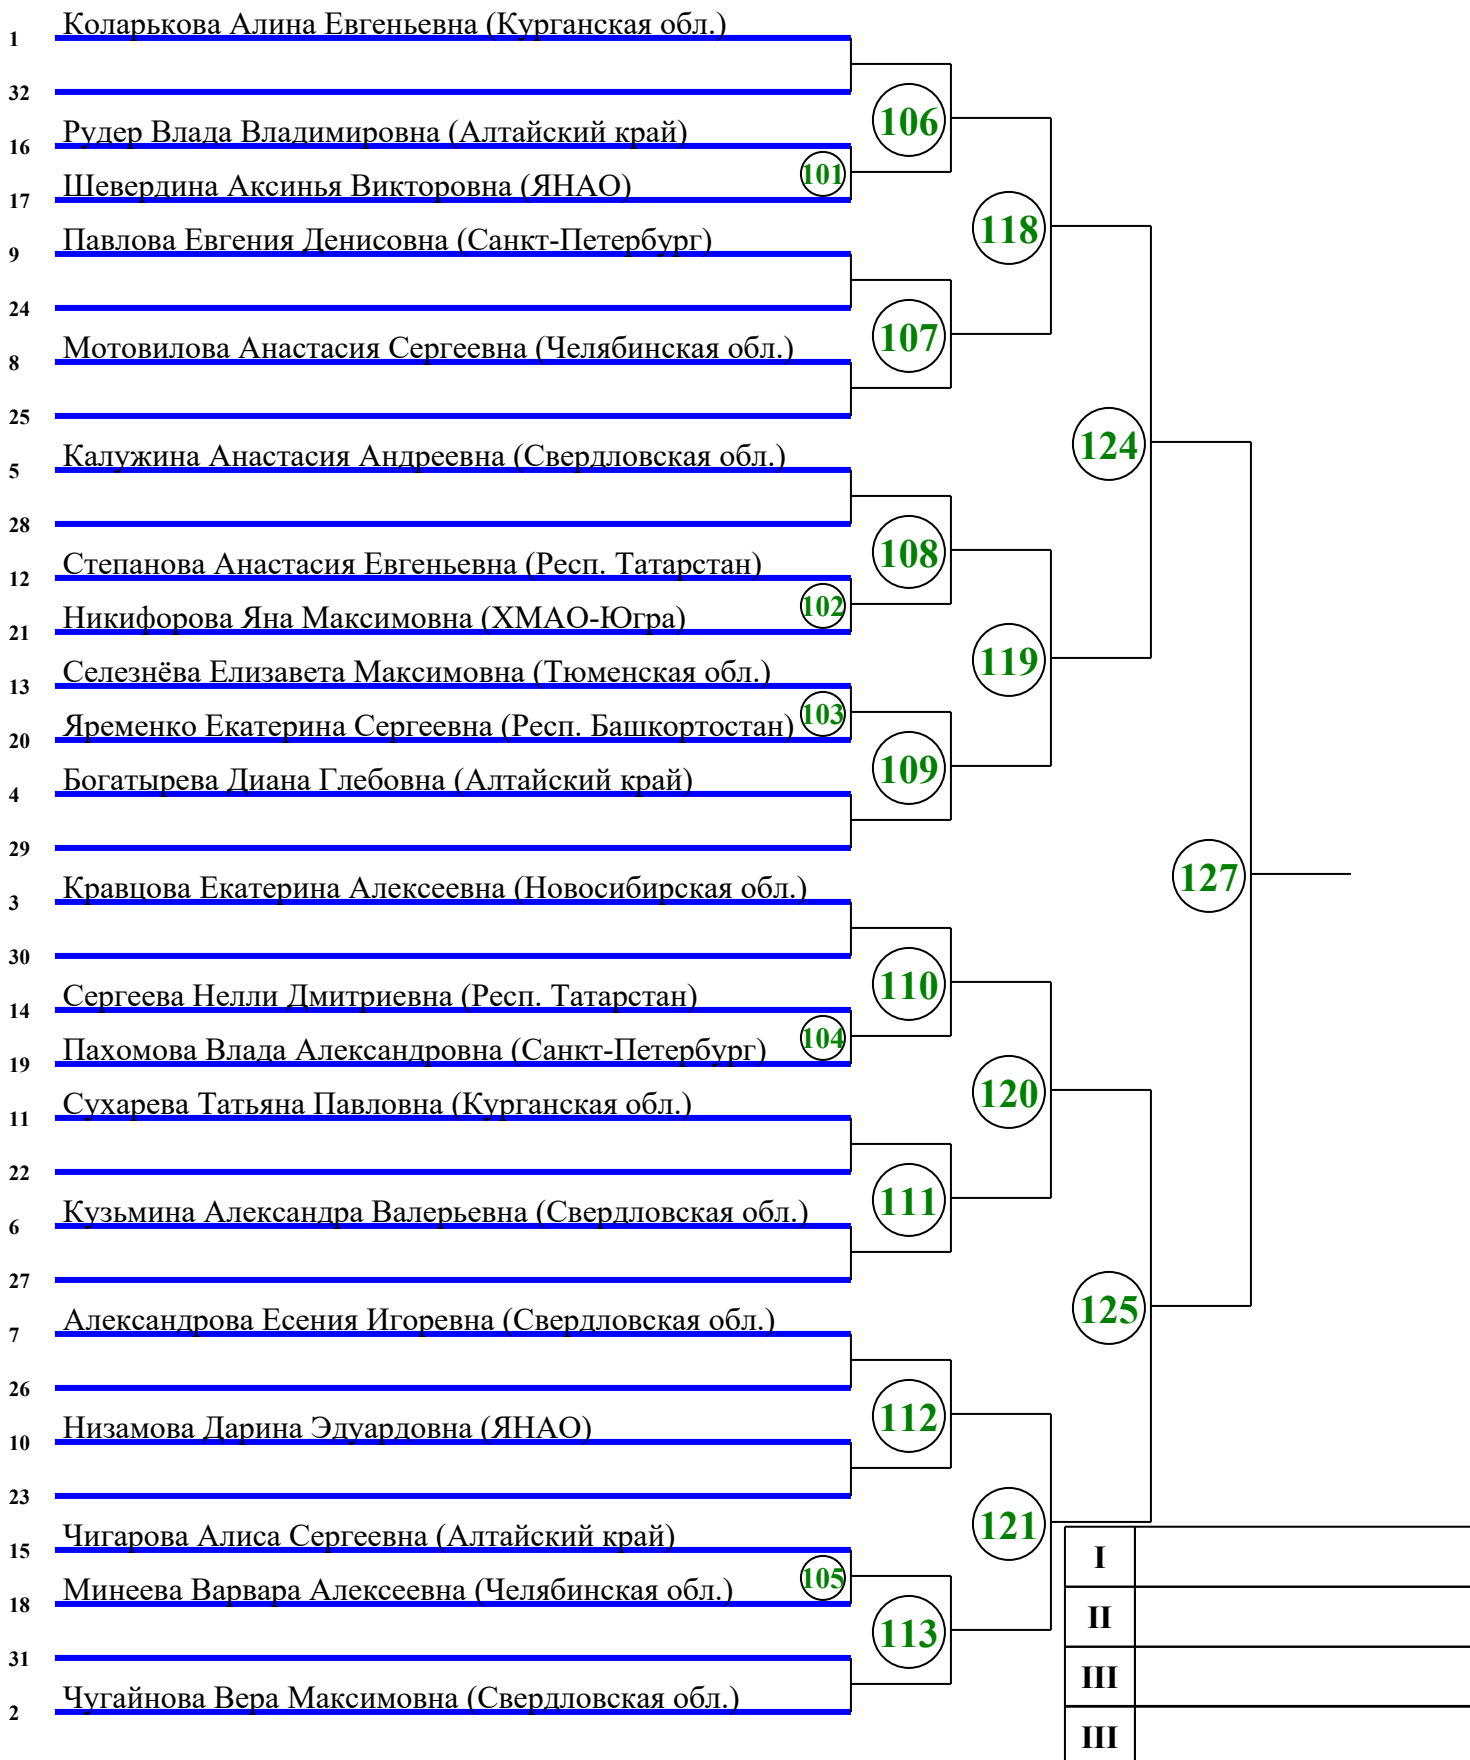 1 Коларькова Алина Евгеньевна (Курганская обл.)
32
106
16 Рудер Влада Владимировна (Алтайский край)
101
17 Шевердина Аксинья Викторовна (ЯНАО)
118
9 Павлова Евгения Денисовна (Санкт-Петербург)
24
107
8 Мотовилова Анастасия Сергеевна (Челябинская обл.)
25
124
5 Калужина Анастасия Андреевна (Свердловская обл.)
28
108
12 Степанова Анастасия Евгеньевна (Респ. Татарстан)
102
21 Никифорова Яна Максимовна (ХМАО-Югра)
119
13 Селезнёва Елизавета Максимовна (Тюменская обл.)
103
20 Яременко Екатерина Сергеевна (Респ. Башкортостан)
109
4 Богатырева Диана Глебовна (Алтайский край)
29
127
3 Кравцова Екатерина Алексеевна (Новосибирская обл.)
30
110
14 Сергеева Нелли Дмитриевна (Респ. Татарстан)
104
19 Пахомова Влада Александровна (Санкт-Петербург)
120
11 Сухарева Татьяна Павловна (Курганская обл.)
22
111
6 Кузьмина Александра Валерьевна (Свердловская обл.)
27
125
7 Александрова Есения Игоревна (Свердловская обл.)
26
112
10 Низамова Дарина Эдуардовна (ЯНАО)
23
121
15 Чигарова Алиса Сергеевна (Алтайский край)
I
105
18 Минеева Варвара Алексеевна (Челябинская обл.)
II
113
31
III
2 Чугайнова Вера Максимовна (Свердловская обл.)
III